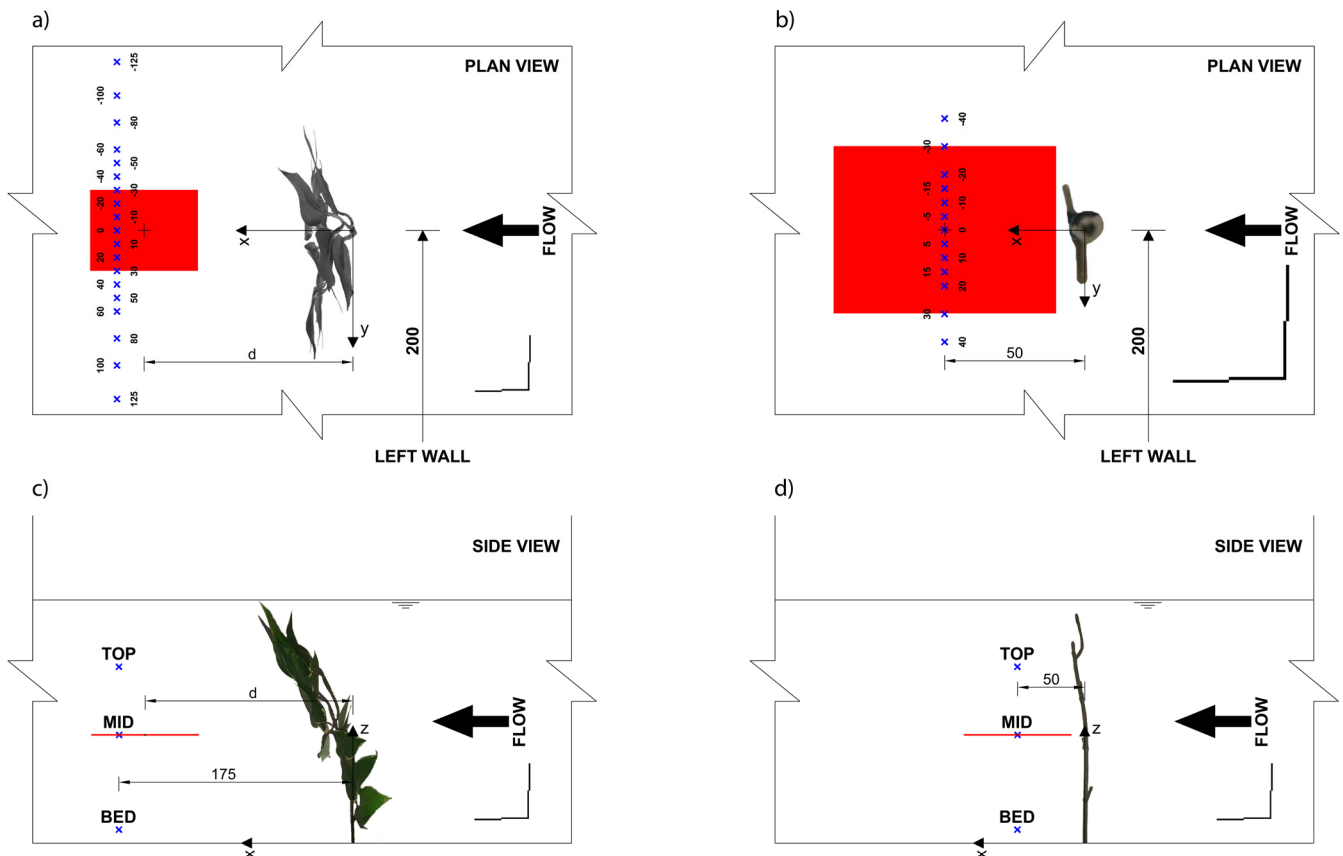 a)
PLAN VIEW
-125
-100
-80
-60
-50
-40
-30
-20
-10
0
10
20
30
40
50
60
80
100
125
x
y
d
200
FLOW
LEFT WALL
b)
PLAN VIEW
-40
-30
-20
-15
-10
-5
0
5
10
15
20
30
40
x
y
50
200
FLOW
LEFT WALL
c)
SIDE VIEW
TOP
d
MID
z
175
BED
x
FLOW
d)
SIDE VIEW
TOP
50
MID
z
BED
x
FLOW